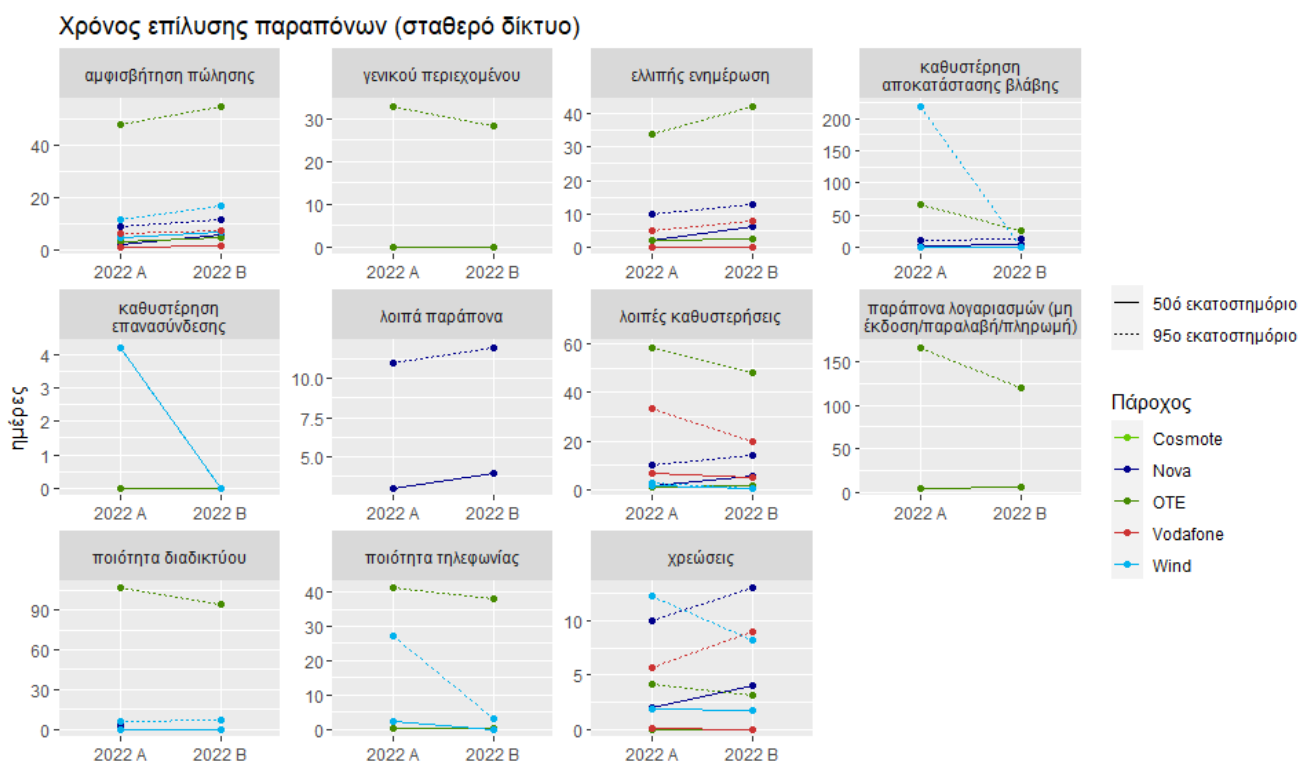 Χρόνος επίλυσης παραπόνων (σταθερό δίκτυο)
αμφισβήτηση πώλησης
γενικού περιεχομένου
ελλιπής ενημέρωση
καθυστέρηση
αποκατάστασης βλάβης
40
20
0
2022 A
2022 B
30
20
10
0
2022 A
2022 B
40
30
20
10
0
2022 A
2022 B
200
150
100
50
0
2022 A
2022 B
καθυστέρηση
επανασύνδεσης
λοιπά παράπονα
λοιπές καθυστερήσεις
παράπονα λογαριασμών (μη
έκδοση/παραλαβή/πληρωμή)
ημέρες
4
3
2
1
0
2022 A
2022 B
10.0
7.5
5.0
2022 A
2022 B
60
40
20
0
2022 A
2022 B
150
100
50
0
2022 A
2022 B
ποιότητα διαδικτύου
ποιότητα τηλεφωνίας
χρεώσεις
90
60
30
0
2022 A
2022 B
40
30
20
10
0
2022 A
2022 B
10
5
0
2022 A
2022 B
50ό εκατοστημόριο
95ο εκατοστημόριο
Πάροχος
Cosmote
Nova
OTE
Vodafone
Wind